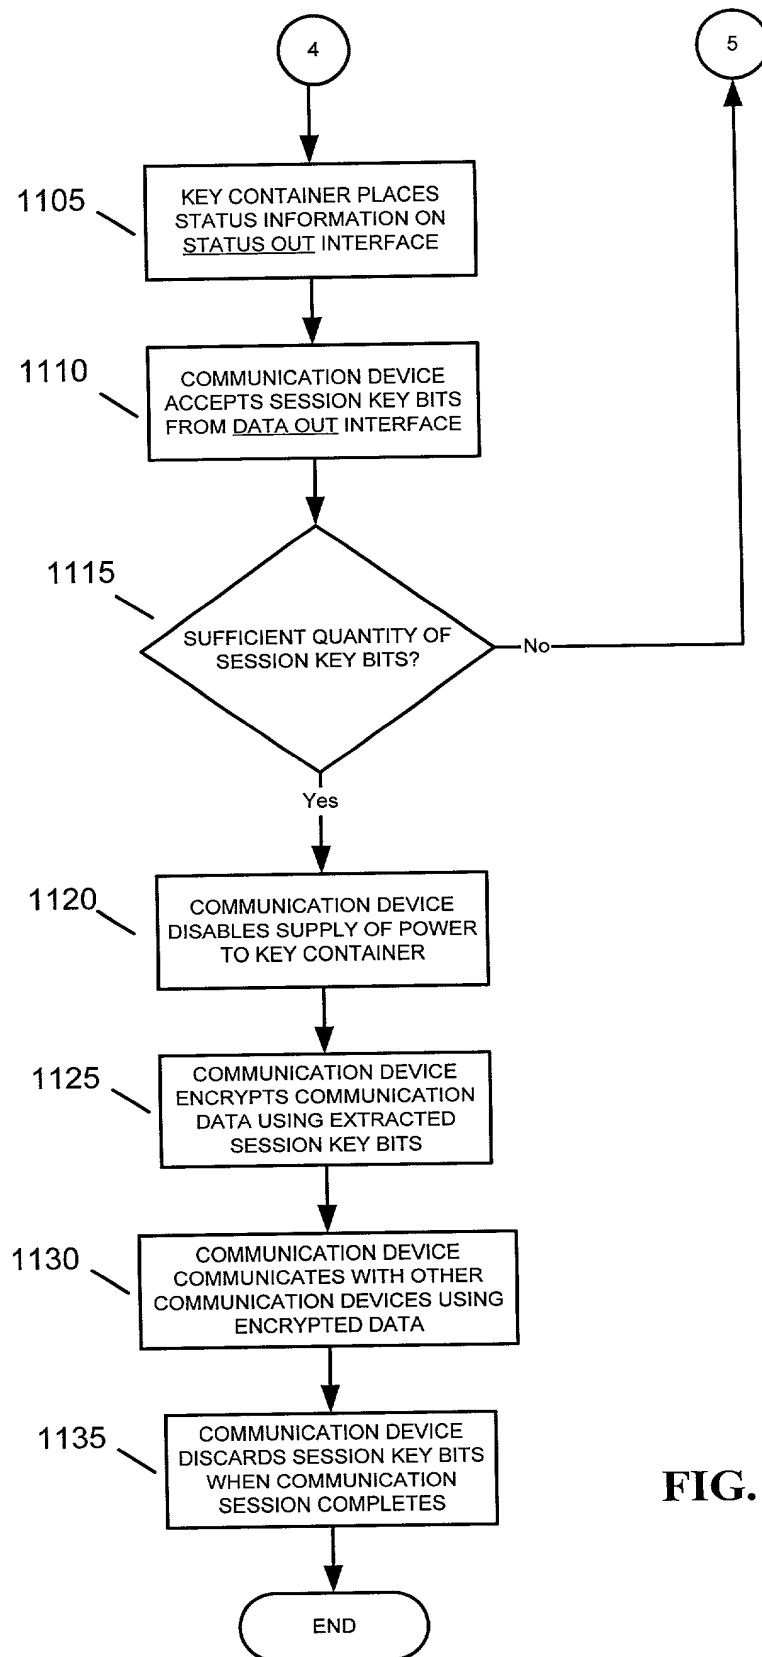 4
5
1105
KEY CONTAINER PLACES
STATUS INFORMATION ON
STATUS OUT INTERFACE
1110
COMMUNICATION DEVICE
ACCEPTS SESSION KEY BITS
FROM DATA OUT INTERFACE
1115
SUFFICIENT QUANTITY OF
SESSION KEY BITS?
No
Yes
1120
COMMUNICATION DEVICE
DISABLES SUPPLY OF POWER
TO KEY CONTAINER
1125
COMMUNICATION DEVICE
ENCRYPTS COMMUNICATION
DATA USING EXTRACTED
SESSION KEY BITS
1130
COMMUNICATION DEVICE
COMMUNICATES WITH OTHER
COMMUNICATION DEVICES USING
ENCRYPTED DATA
1135
COMMUNICATION DEVICE
DISCARDS SESSION KEY BITS
WHEN COMMUNICATION
SESSION COMPLETES
FIG.
END